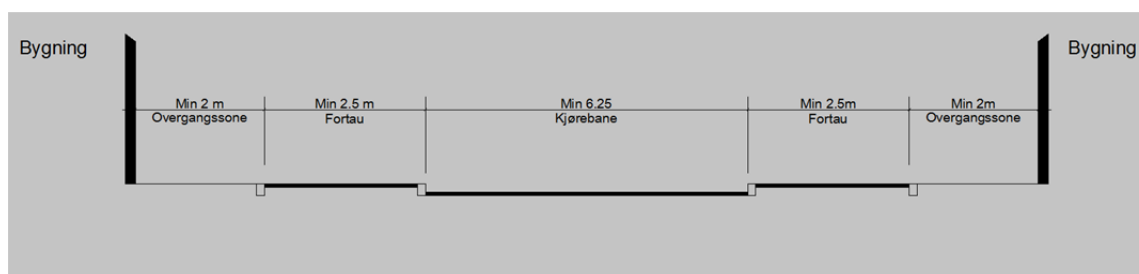 Bygning
Bygning
Min 2 m
Overgangssone
Min 2.5 m
Fortau
Min 6.25
Kjørebane
Min 2.5m
Fortau
Min 2m
Overgangssone